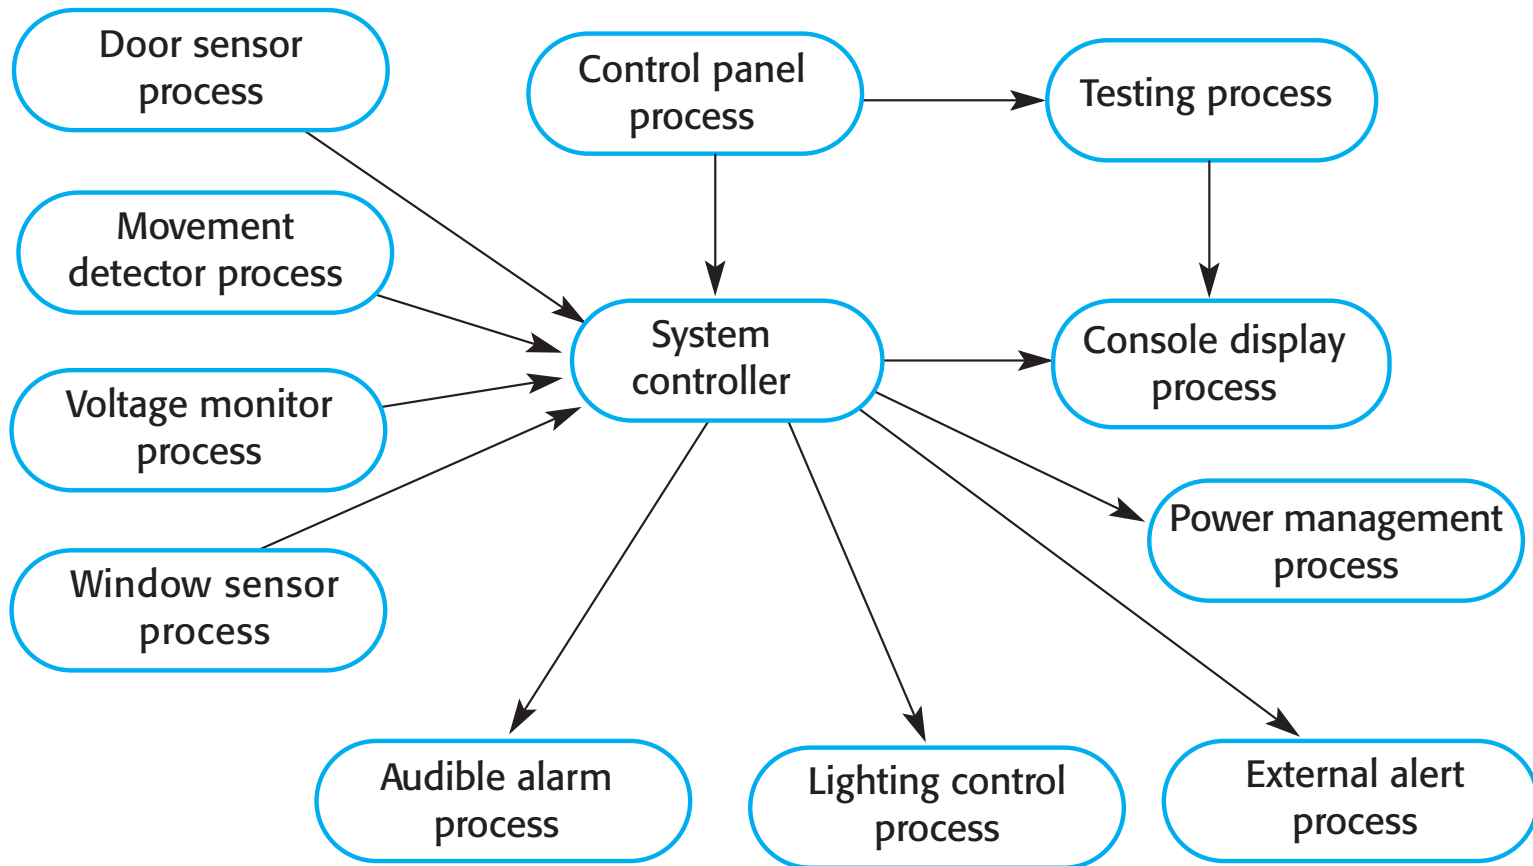 Door sensor
process
Control panel
process
Testing process
Movement
detector process
System
controller
Console display
process
Voltage monitor
process
Power management
process
Window sensor
process
Audible alarm
process
Lighting control
process
External alert
process